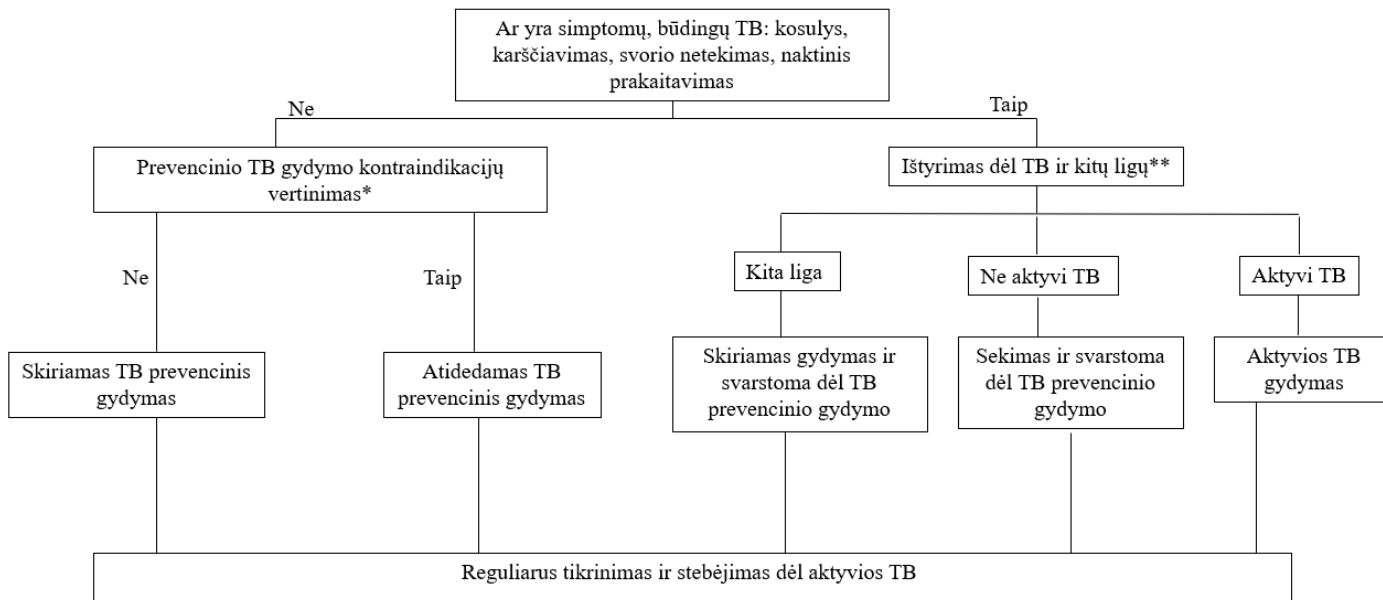 Ar yra simptomų, būdingų TB: kosulys,
karščiavimas, svorio netekimas, naktinis
prakaitavimas
Ne
Taip
Prevencinio TB gydymo kontraindikacijų
vertinimas*
Ištyrimas dėl TB ir kitų ligų**
Ne
Taip
Kita liga
Ne aktyvi TB
Aktyvi TB
Skiriamas TB prevencinis
gydymas
Atidedamas TB
prevencinis gydymas
Skiriamas gydymas ir
svarstoma dėl TB
prevencinio gydymo
Sekimas ir svarstoma
dėl TB prevencinio
gydymo
Aktyvios TB
gydymas
Reguliarus tikrinimas ir stebėjimas dėl aktyvios TB